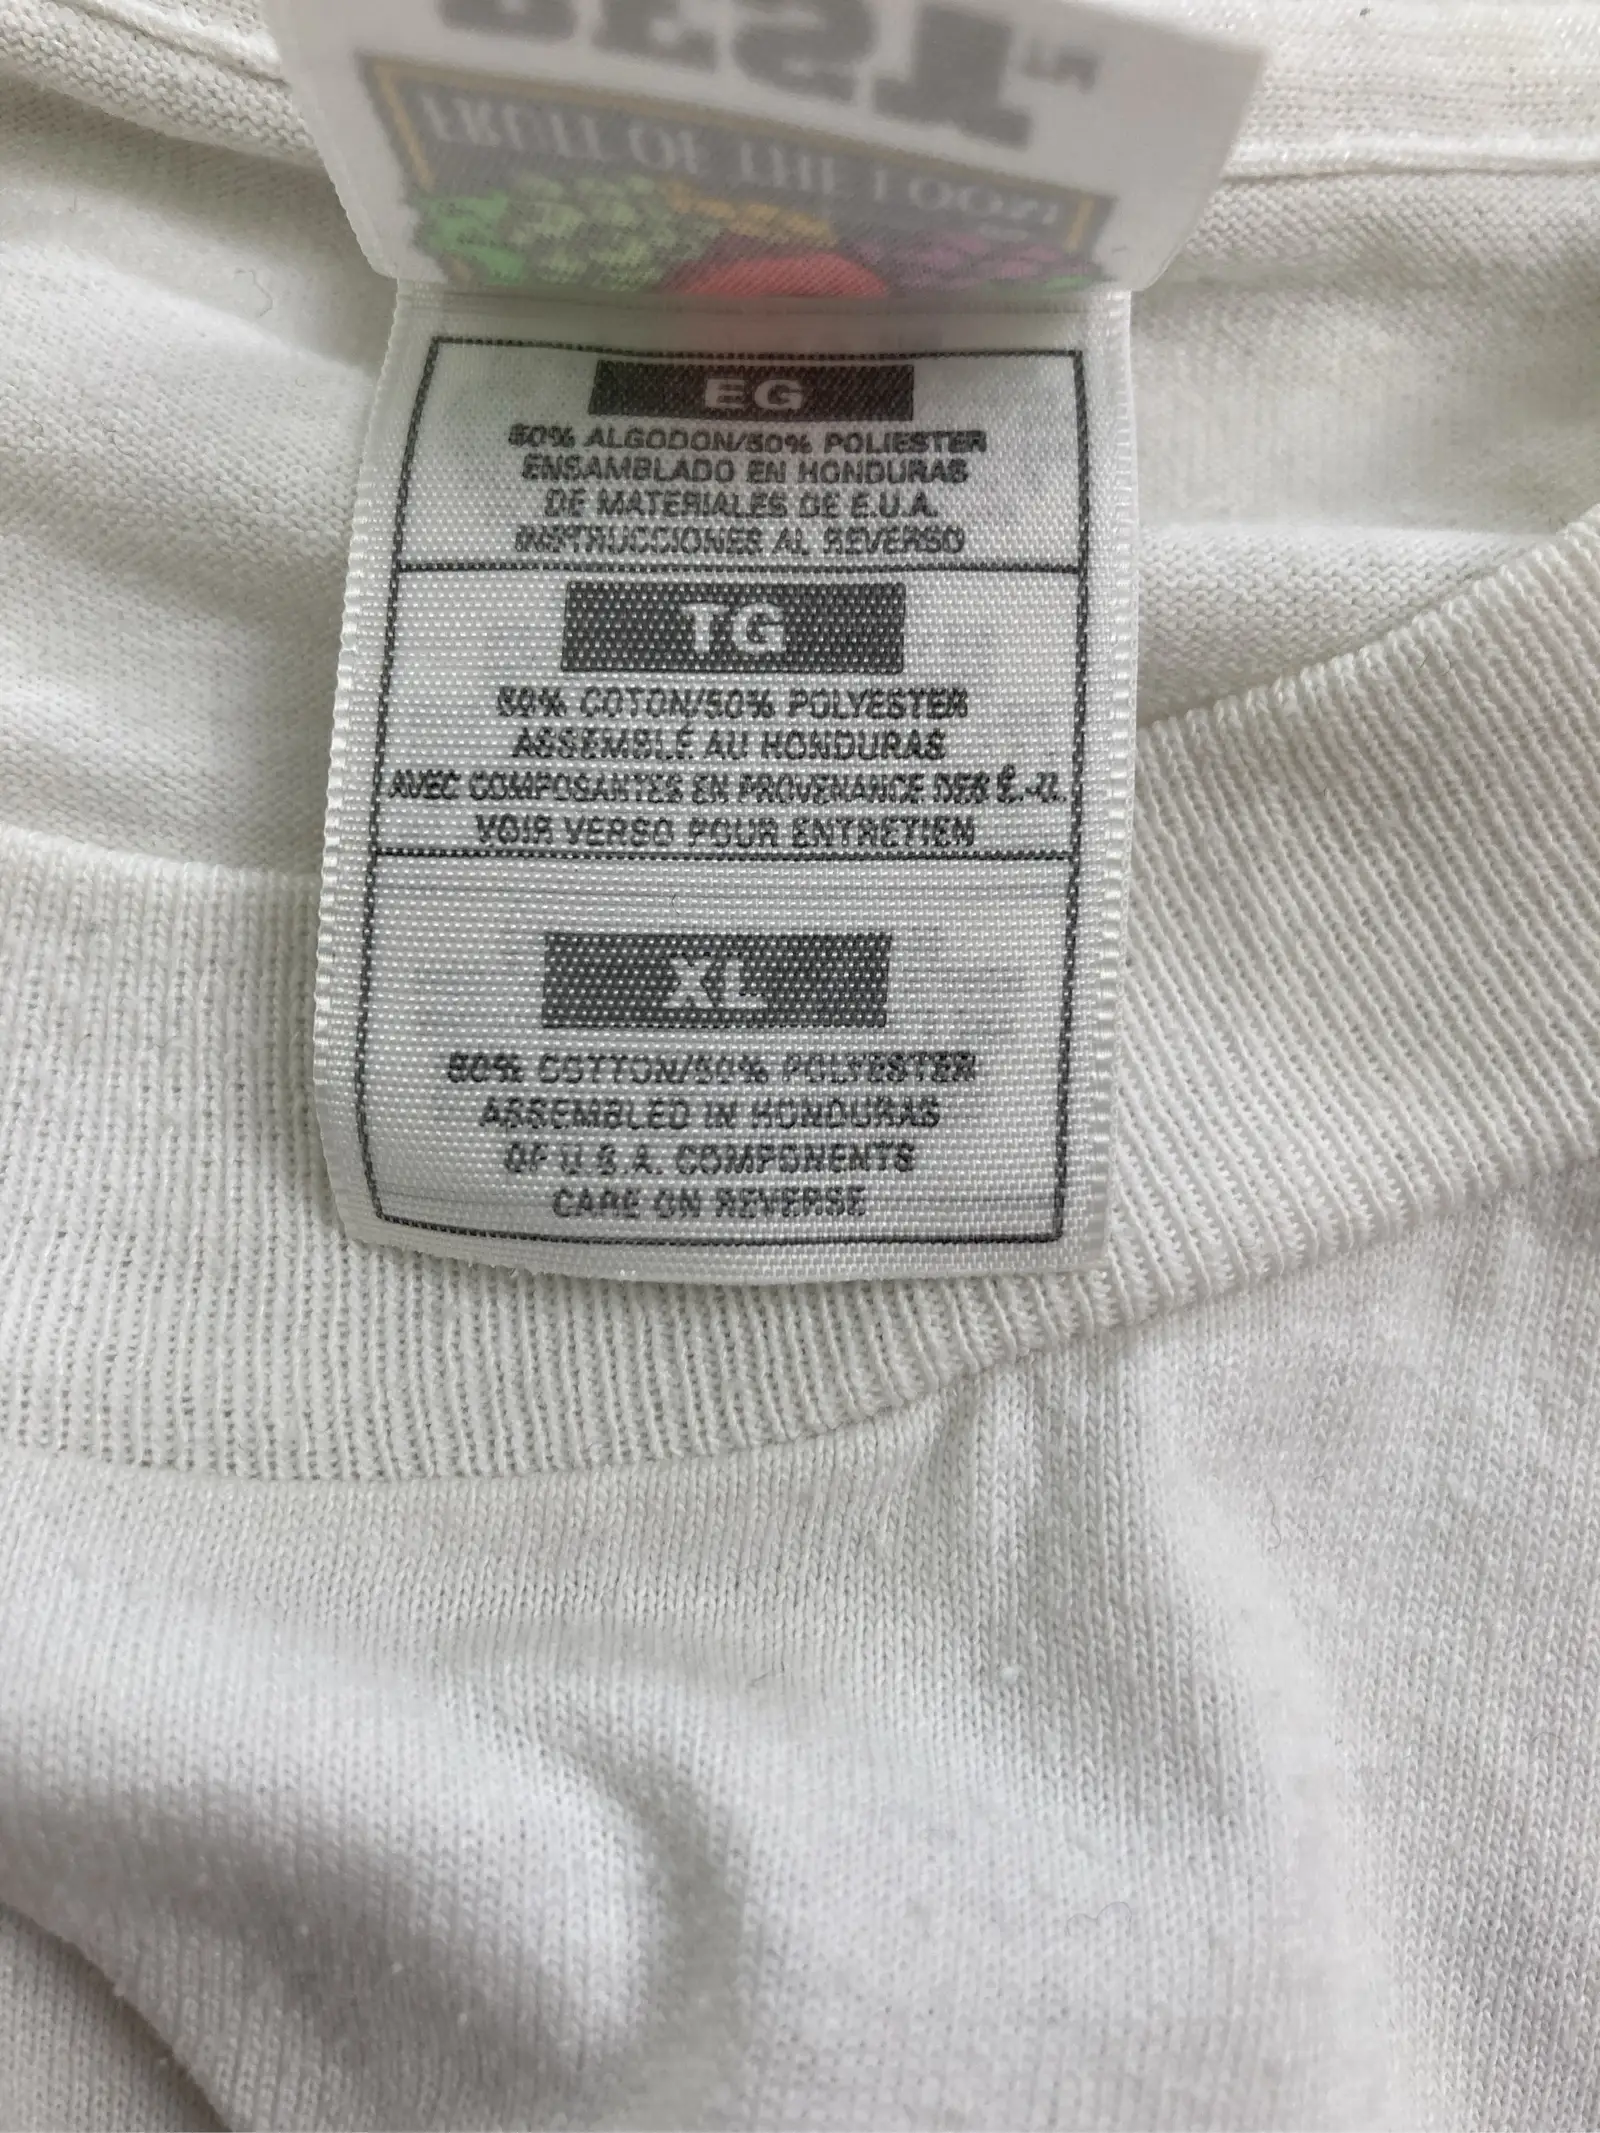 BEST™
FRUIT OF THE LOOM
EG
50% ALGODON/50% POLIESTER
ENSAMBLADO EN HONDURAS
DE MATERIALES DE E.U.A.
INSTRUCCIONES AL REVERSO
TG
50% COTON/50% POLYESTER
ASSEMBLÉ AU HONDURAS
AVEC COMPOSANTES EN PROVENANCE DES É.-U.
VOIR VERSO POUR ENTRETIEN
XL
50% COTTON/50% POLYESTER
ASSEMBLED IN HONDURAS
OF U.S.A. COMPONENTS
CARE ON REVERSE